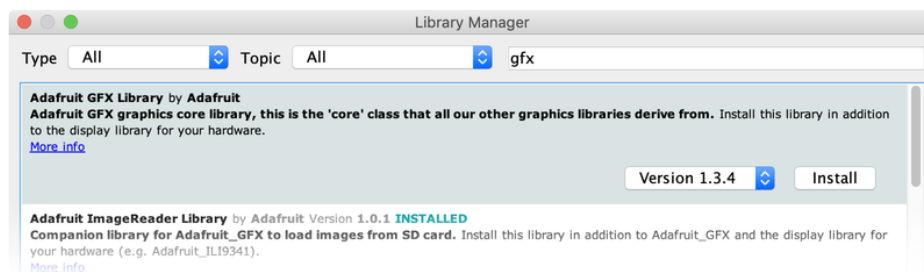 Library Manager
Type All Topic All gfx
Adafruit GFX Library by Adafruit
Adafruit GFX graphics core library, this is the 'core' class that all our other graphics libraries derive from. Install this library in addition
to the display library for your hardware.
More info
Version 1.3.4 Install
Adafruit ImageReader Library by Adafruit Version 1.0.1 INSTALLED
Companion library for Adafruit_GFX to load images from SD card. Install this library in addition to Adafruit_GFX and the display library for
your hardware (e.g. Adafruit_ILI9341).
More info